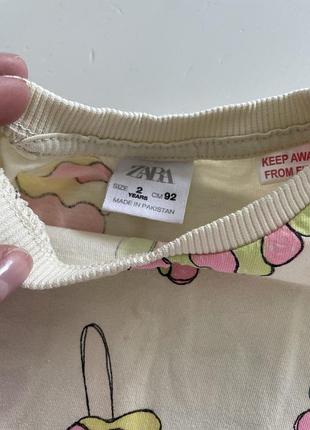 ZARA
SIZE 2 YEARS CM 92
MADE IN PAKISTAN
KEEP AWA
FROM F